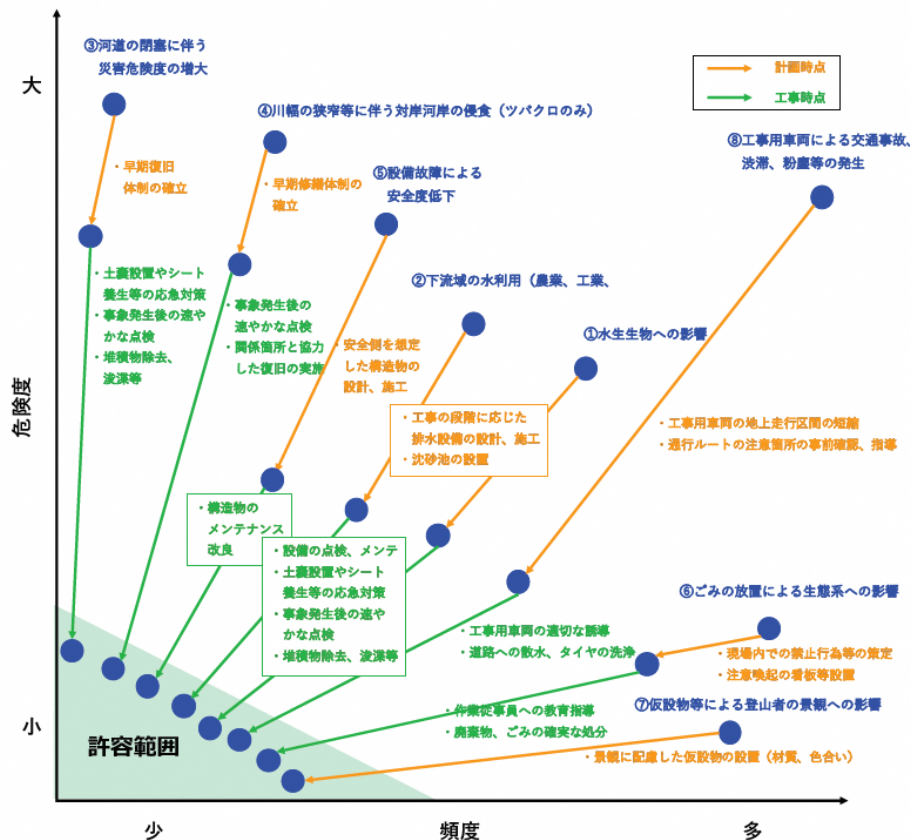 ③河道の閉塞に伴う
災害危険度の増大
大
④川幅の狭窄等に伴う対岸河岸の侵食（ツバクロのみ）
計画時点
工事時点
⑧工事用車両による交通事故、
渋滞、粉塵等の発生
・早期復旧
体制の確立
・早期修繕体制の
確立
⑤設備故障による
安全度低下
・土嚢設置やシート
養生等の応急対策
・事象発生後の速や
かな点検
・堆積物除去、
浚渫等
・事象発生後の
速やかな点検
・関係箇所と協力
した復旧の実施
②下流域の水利用（農業、工業、
・安全側を想定
した構造物の
設計、施工
①水生生物への影響
危険度
・工事の段階に応じた
排水設備の設計、施工
・沈砂池の設置
・工事用車両の地上走行区間の短縮
・通行ルートの注意箇所の事前確認、指導
・構造物の
メンテナンス
改良
・設備の点検、メンテ
・土嚢設置やシート
養生等の応急対策
・事象発生後の速や
かな点検
・堆積物除去、浚渫等
⑥ごみの放置による生態系への影響
・工事用車両の適切な誘導
・道路への散水、タイヤの洗浄
・現場内での禁止行為等の策定
・注意喚起の看板等設置
小
⑦仮設物等による登山者の景観への影響
・作業従事員への教育指導
・廃棄物、ごみの確実な処分
許容範囲
・景観に配慮した仮設物の設置（材質、色合い）
少
頻度
多